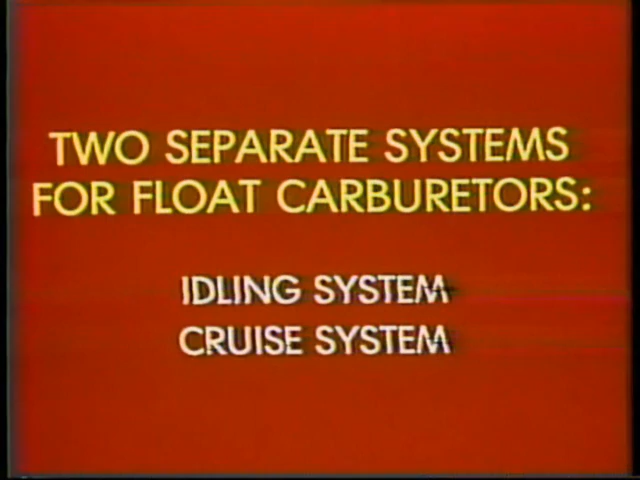 TWO SEPARATE SYSTEMS
FOR FLOAT CARBURETORS:
IDLING SYSTEM
CRUISE SYSTEM